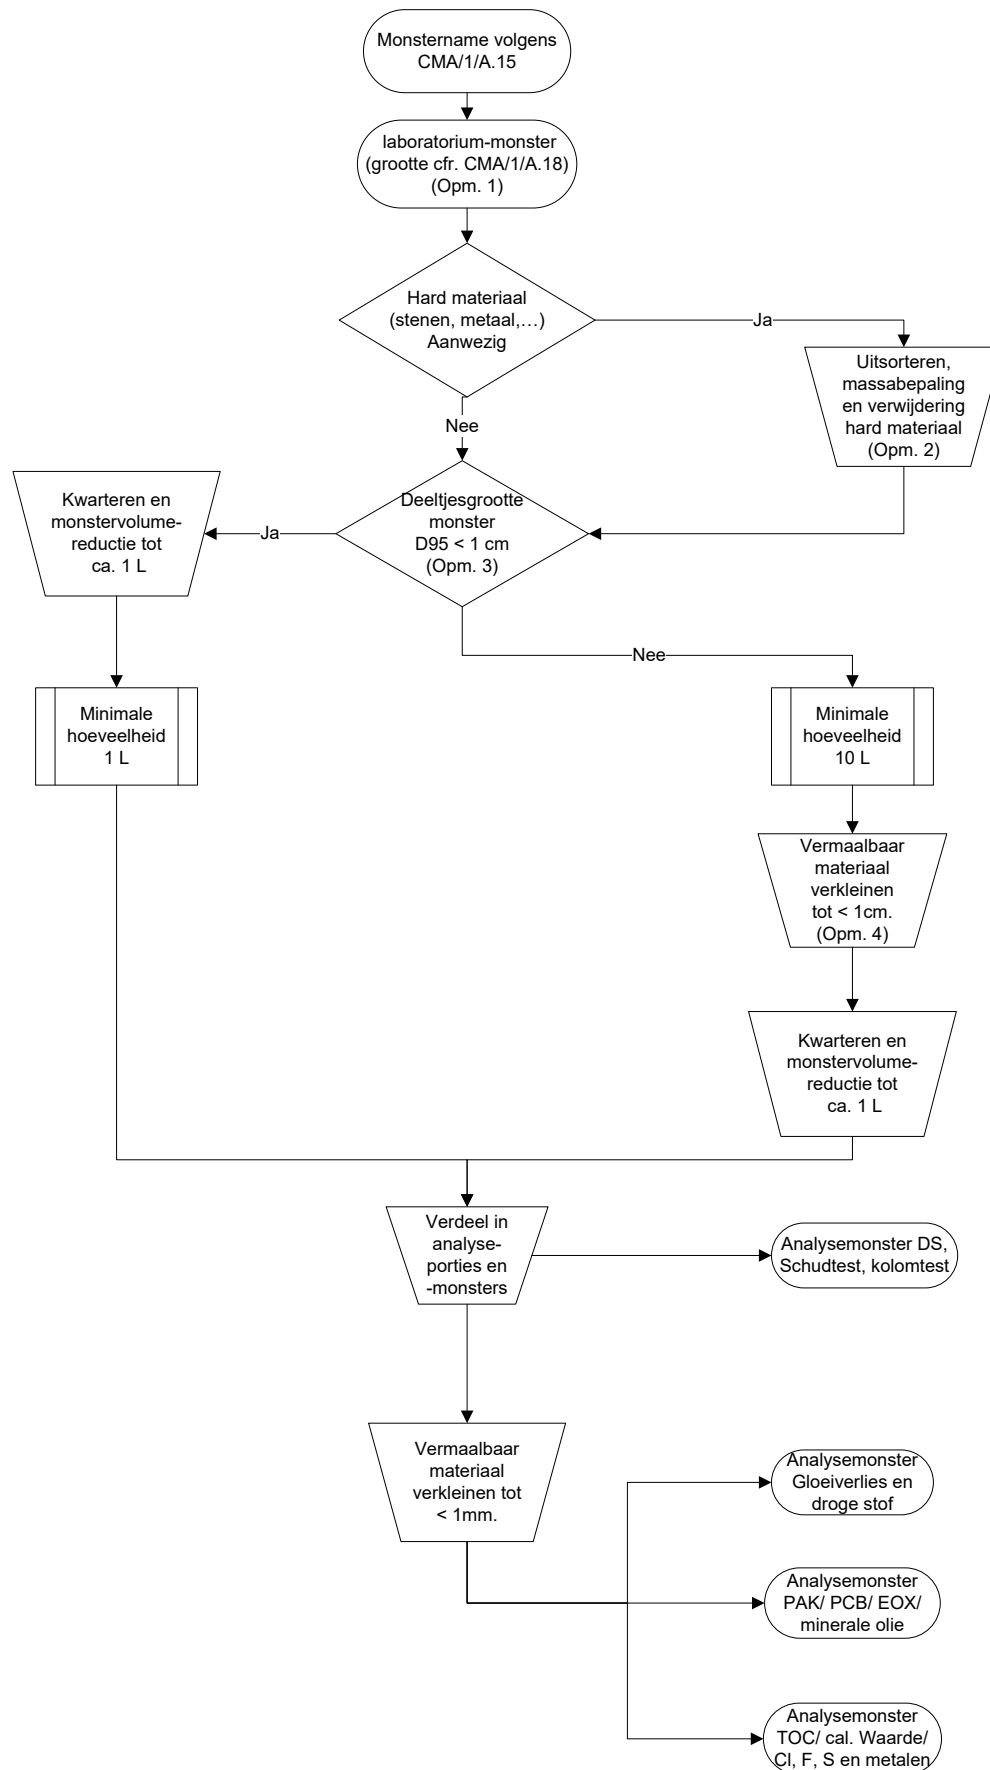 Monstername volgens
CMA/1/A.15
laboratorium-monster
(grootte cfr. CMA/1/A.18)
(Opm. 1)
Hard materiaal
(stenen, metaal,…)
Aanwezig
Ja
Uitsorteren,
massabepaling
en verwijdering
hard materiaal
(Opm. 2)
Nee
Deeltjesgrootte
monster
D95 < 1 cm
(Opm. 3)
Ja
Kwarteren en
monstervolume-
reductie tot
ca. 1 L
Nee
Minimale
hoeveelheid
1 L
Minimale
hoeveelheid
10 L
Vermaalbaar
materiaal
verkleinen
tot < 1cm.
(Opm. 4)
Kwarteren en
monstervolume-
reductie tot
ca. 1 L
Verdeel in
analyse-
porties en
-monsters
Analysemonster DS,
Schudtest, kolomtest
Vermaalbaar
materiaal
verkleinen tot
< 1mm.
Analysemonster
Gloeiverlies en
droge stof
Analysemonster
PAK/ PCB/ EOX/
minerale olie
Analysemonster
TOC/ cal. Waarde/
Cl, F, S en metalen